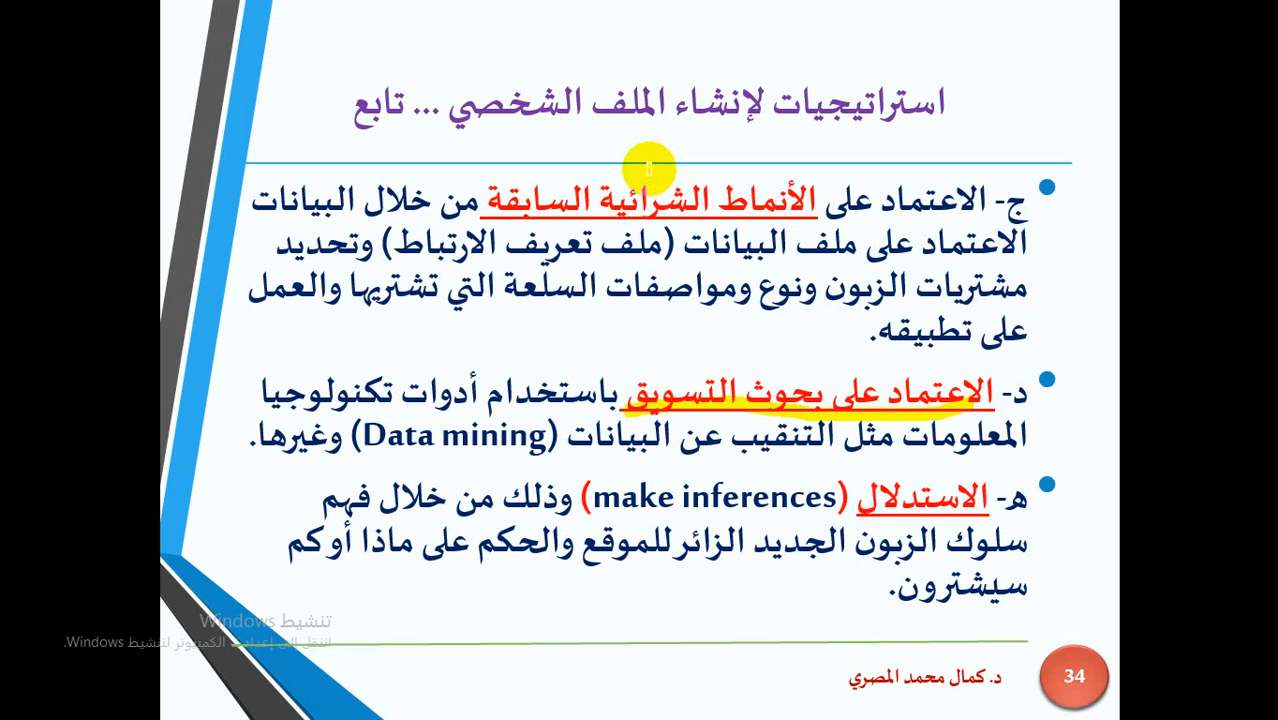 استراتيجيات لإنشاء الملف الشخصي ... تابع
ج- الاعتماد على الأنماط الشرائية السابقة من خلال البيانات
الاعتماد على ملف البيانات (ملف تعريف الارتباط) وتحديد
مشتريات الزبون ونوع ومواصفات السلعة التي تشتريها والعمل
على تطبيقه.
د- الاعتماد على بحوث التسويق باستخدام أدوات تكنولوجيا
المعلومات مثل التنقيب عن البيانات (Data mining) وغيرها.
هـ- الاستدلال (make inferences) وذلك من خلال فهم
سلوك الزبون الجديد الزائر للموقع والحكم على ماذا أو كم
سيشترون.
تنشيط Windows
انتقل إلى إعدادات الكمبيوتر لتنشيط Windows.
د. كمال محمد المصري
34